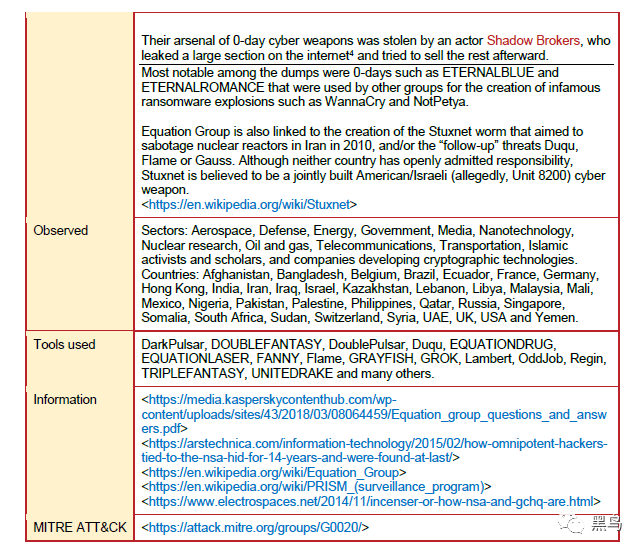 Their arsenal of 0-day cyber weapons was stolen by an actor Shadow Brokers, who
leaked a large section on the internet⁴ and tried to sell the rest afterward.
Most notable among the dumps were 0-days such as ETERNALBLUE and
ETERNALROMANCE that were used by other groups for the creation of infamous
ransomware explosions such as WannaCry and NotPetya.
Equation Group is also linked to the creation of the Stuxnet worm that aimed to
sabotage nuclear reactors in Iran in 2010, and/or the “follow-up” threats Duqu,
Flame or Gauss. Although neither country has openly admitted responsibility,
Stuxnet is believed to be a jointly built American/Israeli (allegedly, Unit 8200) cyber
weapon.
<https://en.wikipedia.org/wiki/Stuxnet>
Observed
Sectors: Aerospace, Defense, Energy, Government, Media, Nanotechnology,
Nuclear research, Oil and gas, Telecommunications, Transportation, Islamic
activists and scholars, and companies developing cryptographic technologies.
Countries: Afghanistan, Bangladesh, Belgium, Brazil, Ecuador, France, Germany,
Hong Kong, India, Iran, Iraq, Israel, Kazakhstan, Lebanon, Libya, Malaysia, Mali,
Mexico, Nigeria, Pakistan, Palestine, Philippines, Qatar, Russia, Singapore,
Somalia, South Africa, Sudan, Switzerland, Syria, UAE, UK, USA and Yemen.
Tools used
DarkPulsar, DOUBLEFANTASY, DoublePulsar, Duqu, EQUATIONDRUG,
EQUATIONLASER, FANNY, Flame, GRAYFISH, GROK, Lambert, OddJob, Regin,
TRIPLEFANTASY, UNITEDRAKE and many others.
Information
<https://media.kasperskycontenthub.com/wp-
content/uploads/sites/43/2018/03/08064459/Equation_group_questions_and_answ
ers.pdf>
<https://arstechnica.com/information-technology/2015/02/how-omnipotent-hackers-
tied-to-the-nsa-hid-for-14-years-and-were-found-at-last/>
<https://en.wikipedia.org/wiki/Equation_Group>
<https://en.wikipedia.org/wiki/PRISM_(surveillance_program)>
<https://www.electrospaces.net/2014/11/incenser-or-how-nsa-and-gchq-are.html>
MITRE ATT&CK
<https://attack.mitre.org/groups/G0020/>
黑鸟